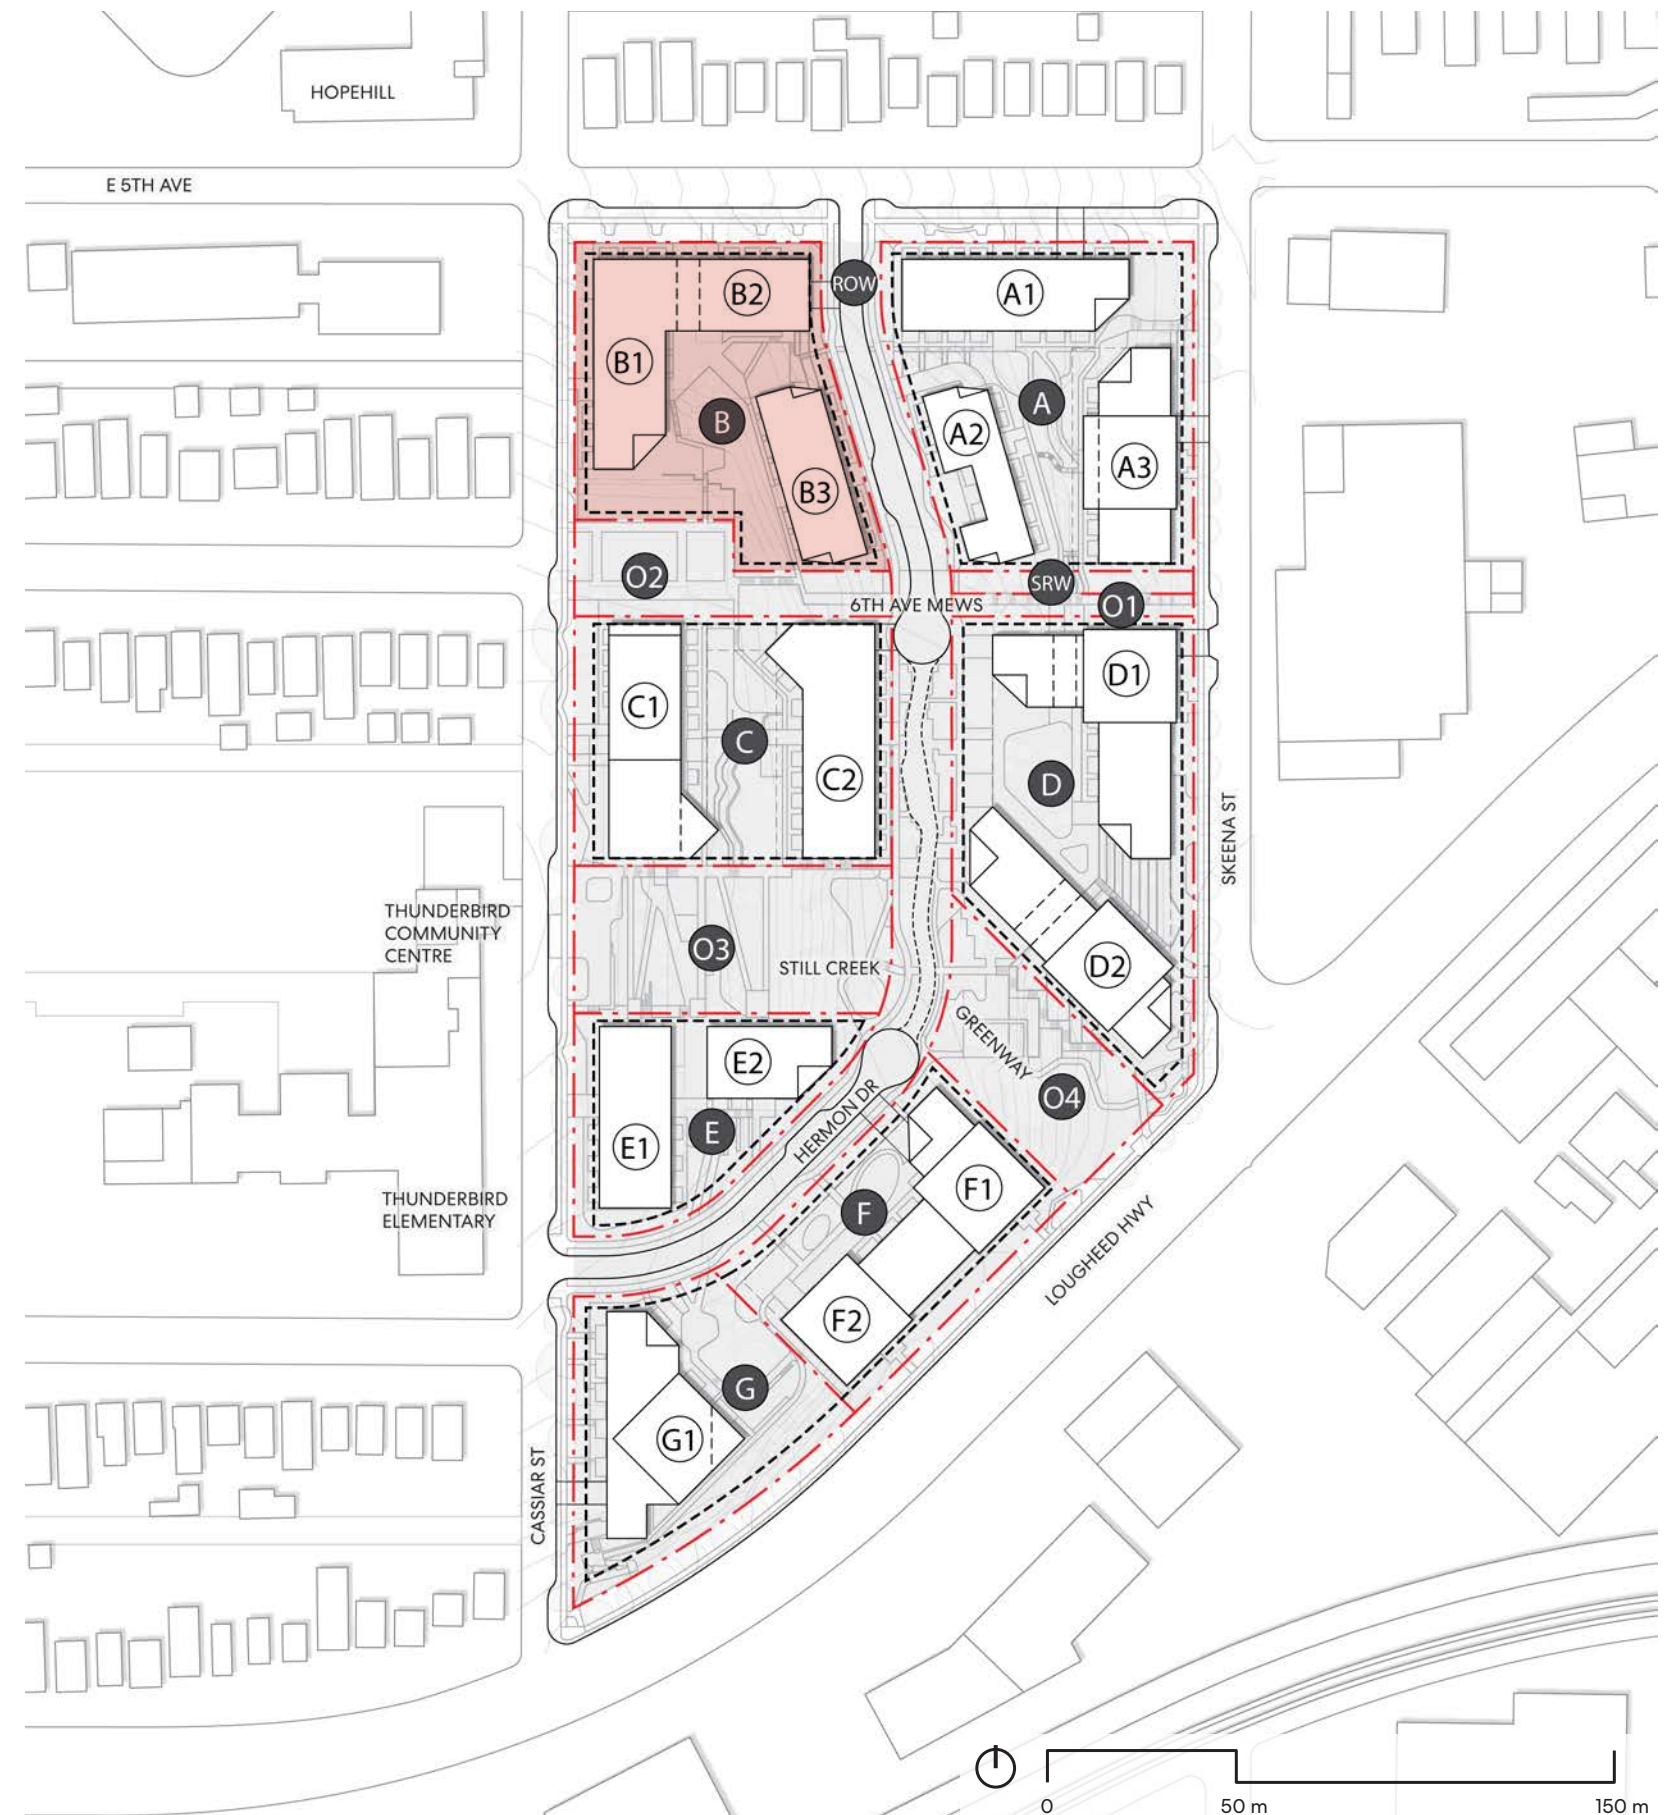 HOPEHILL
E 5TH AVE
ROW
B2
A1
B1
A
B
A2
A3
B3
O2
SRW
O1
6TH AVE MEWS
D1
C1
C
C2
D
SKEENA ST
THUNDERBIRD
COMMUNITY
CENTRE
O3
STILL CREEK
D2
GREENWAY
E2
O4
HERMON DR
E
E1
F1
THUNDERBIRD
ELEMENTARY
F
LOUGHEED HWY
F2
G
G1
CASSIAR ST
0
50 m
150 m